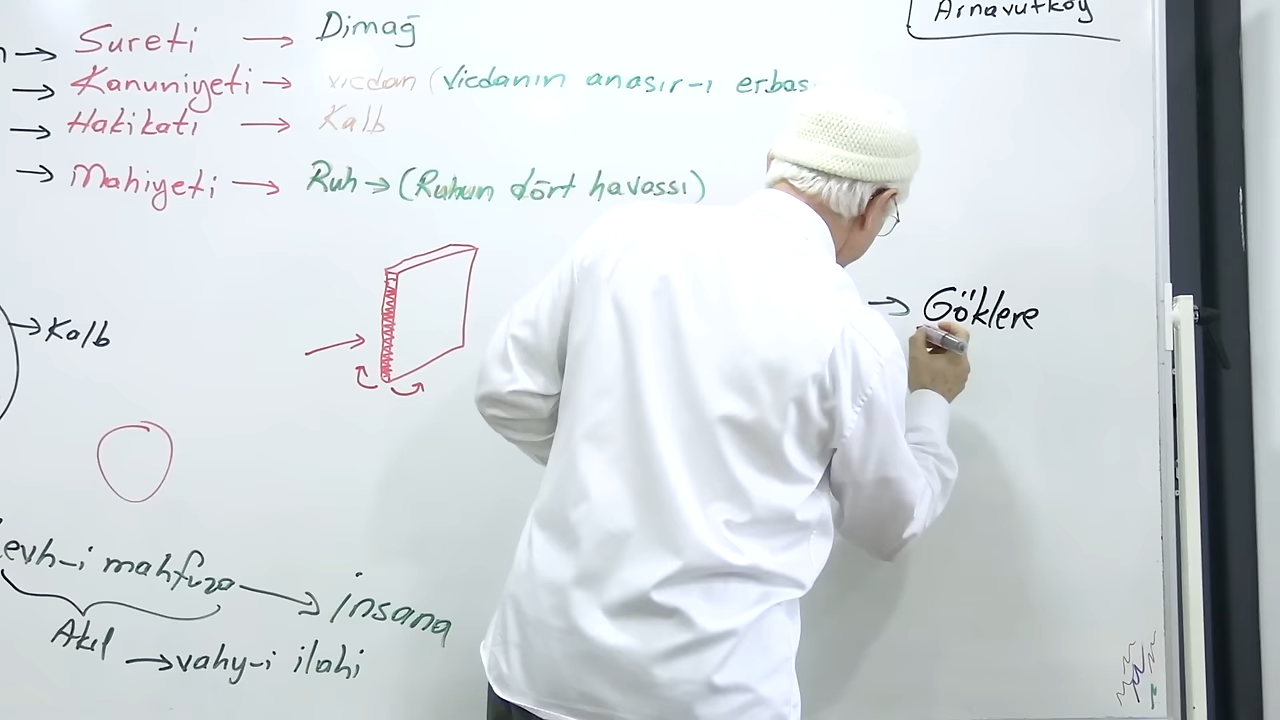 Arnavutköy
→ Sureti → Dimağ
→ Kanuniyeti → vicdan (Vicdanın anasır-ı erbas
→ Hakikatı → Kalb
→ Mahiyeti → Ruh → (Ruhun dört havassı)
→ Göklere
→ Kalb
Levh-i mahfuza → insana
Akıl → vahy-i ilahi